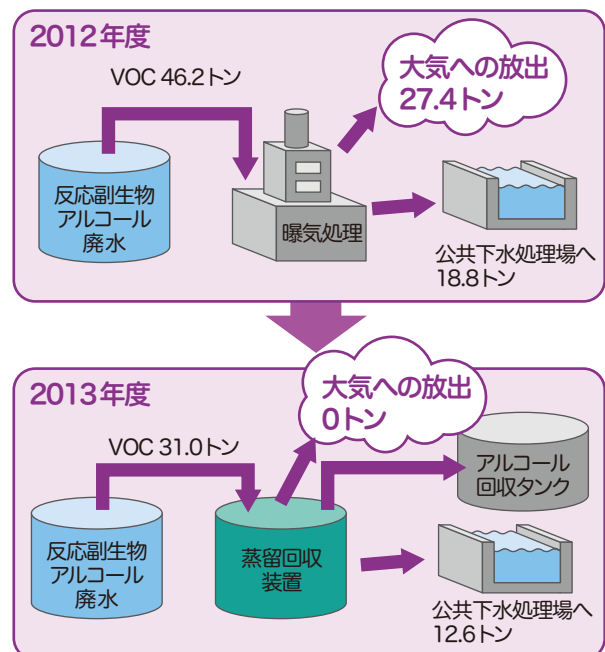 2012年度
VOC 46.2トン
大気への放出
27.4トン
反応副生物
アルコール
廃水
曝気処理
公共下水処理場へ
18.8トン
2013年度
大気への放出
0トン
VOC 31.0トン
アルコール
回収タンク
反応副生物
アルコール
廃水
蒸留回収
装置
公共下水処理場へ
12.6トン